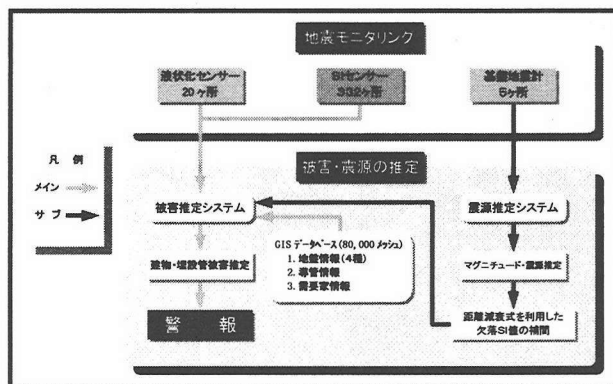 地震モニタリング
液状化センサー
20ヶ所
SIセンサー
332ヶ所
基盤地震計
5ヶ所
凡 例
メイン
サブ
被害・震源の推定
被害推定システム
震源推定システム
GISデータベース(80,000メッシュ)
1. 地盤情報(4種)
2. 導管情報
3. 需要家情報
建物・埋設管被害推定
マグニチュード・震源推定
警 報
距離減衰式を利用した
欠落SI値の補間